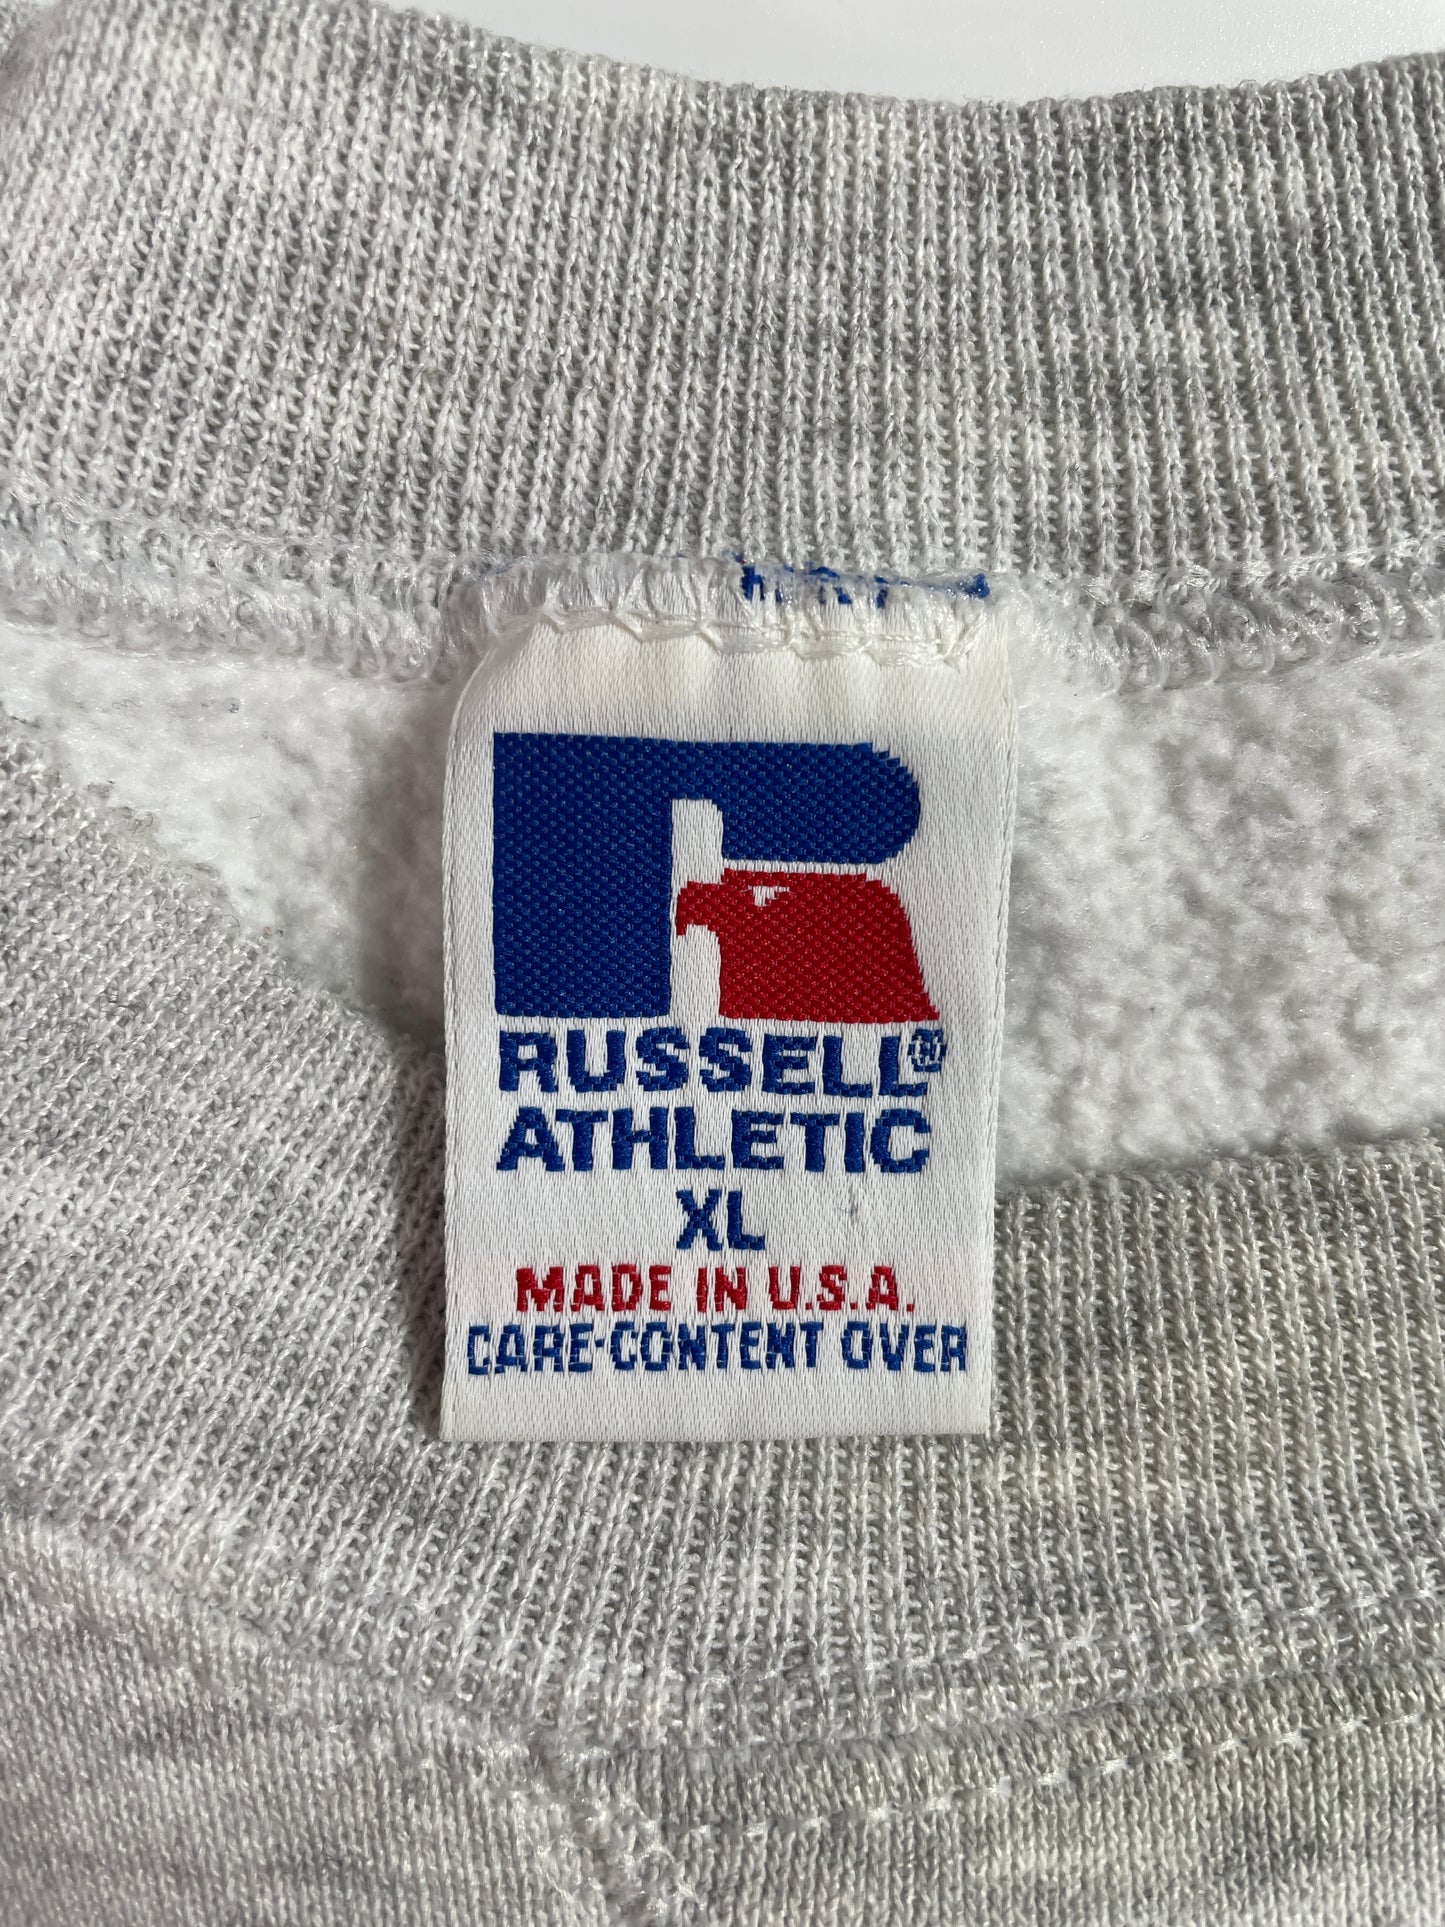 RUSSELL®
ATHLETIC
XL
MADE IN U.S.A.
CARE-CONTENT OVER